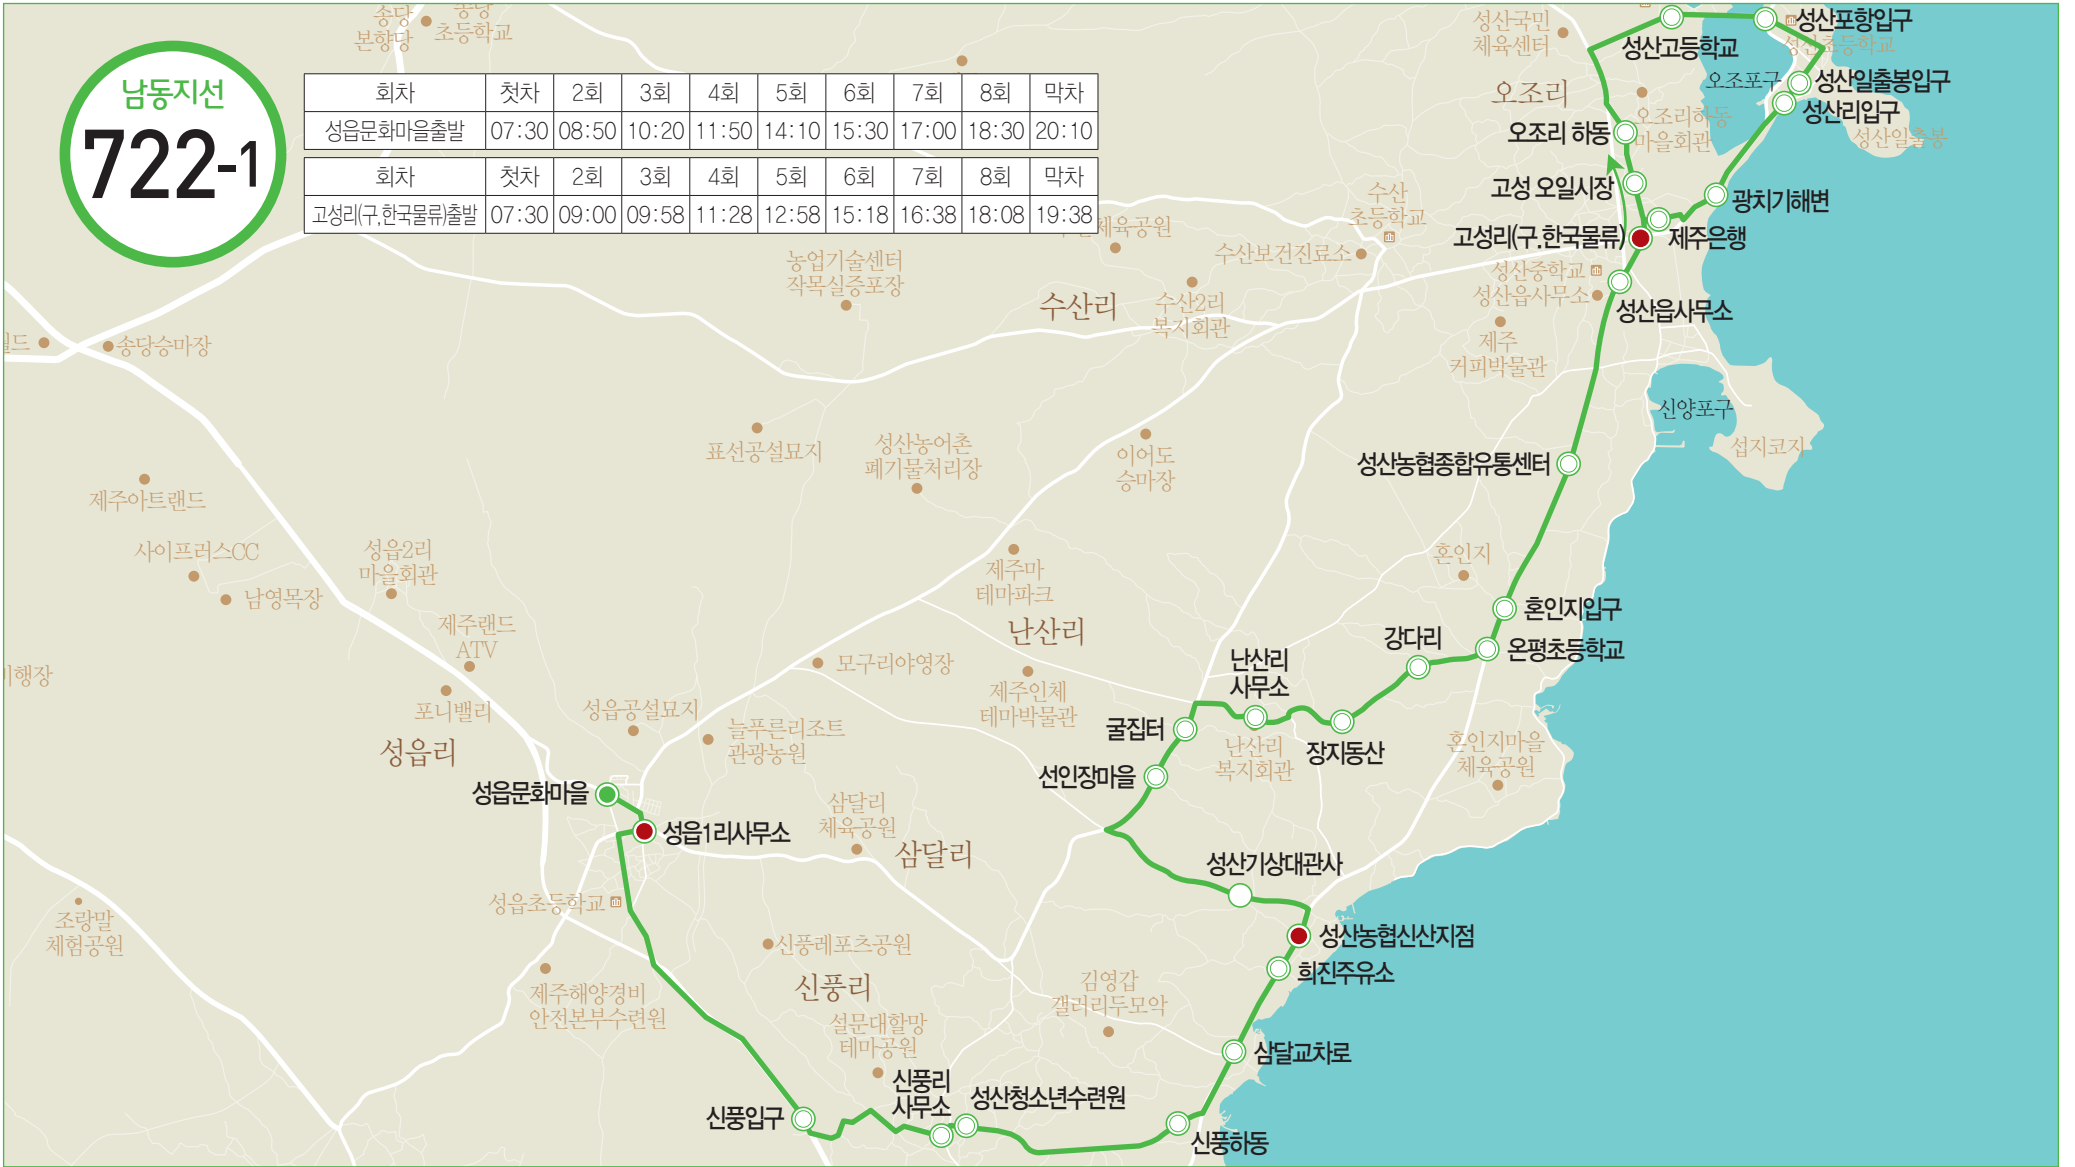 남동지선
722-1
회차 첫차 2회 3회 4회 5회 6회 7회 8회 막차
성읍문화마을출발 07:30 08:50 10:20 11:50 14:10 15:30 17:00 18:30 20:10
회차 첫차 2회 3회 4회 5회 6회 7회 8회 막차
고성리(구,한국물류)출발 07:30 09:00 09:58 11:28 12:58 15:18 16:38 18:08 19:38
송당
본향당
송당
초등학교
성산국민
체육센터
성산고등학교
성산포항입구
성산초등학교
오조포구
성산일출봉입구
성산리입구
성산일출봉
오조리
오조리하동
마을회관
오조리 하동
고성 오일시장
광치기해변
고성리(구,한국물류)
제주은행
수산
초등학교
체육공원
수산보건진료소
성산중학교
성산읍사무소
성산읍사무소
농업기술센터
작목실증포장
수산리
수산2리
복지회관
제주
커피박물관
송당승마장
신양포구
섭지코지
표선공설묘지
성산농어촌
폐기물처리장
이어도
승마장
성산농협종합유통센터
제주아트랜드
사이프러스CC
남영목장
성읍2리
마을회관
제주마
테마파크
혼인지
난산리
제주랜드
ATV
혼인지입구
강다리
온평초등학교
모구리야영장
난산리
사무소
제주인체
테마박물관
포니밸리
성읍공설묘지
늘푸른리조트
관광농원
굴집터
난산리
복지회관
장지동산
혼인지마을
체육공원
성읍리
선인장마을
성읍문화마을
성읍1리사무소
삼달리
체육공원
삼달리
성산기상대관사
성읍초등학교
조랑말
체험공원
성산농협신산지점
신풍레포츠공원
희진주유소
신풍리
김영갑
갤러리두모악
제주해양경비
안전본부수련원
설문대할망
테마공원
삼달교차로
신풍리
사무소
성산청소년수련원
신풍입구
신풍하동